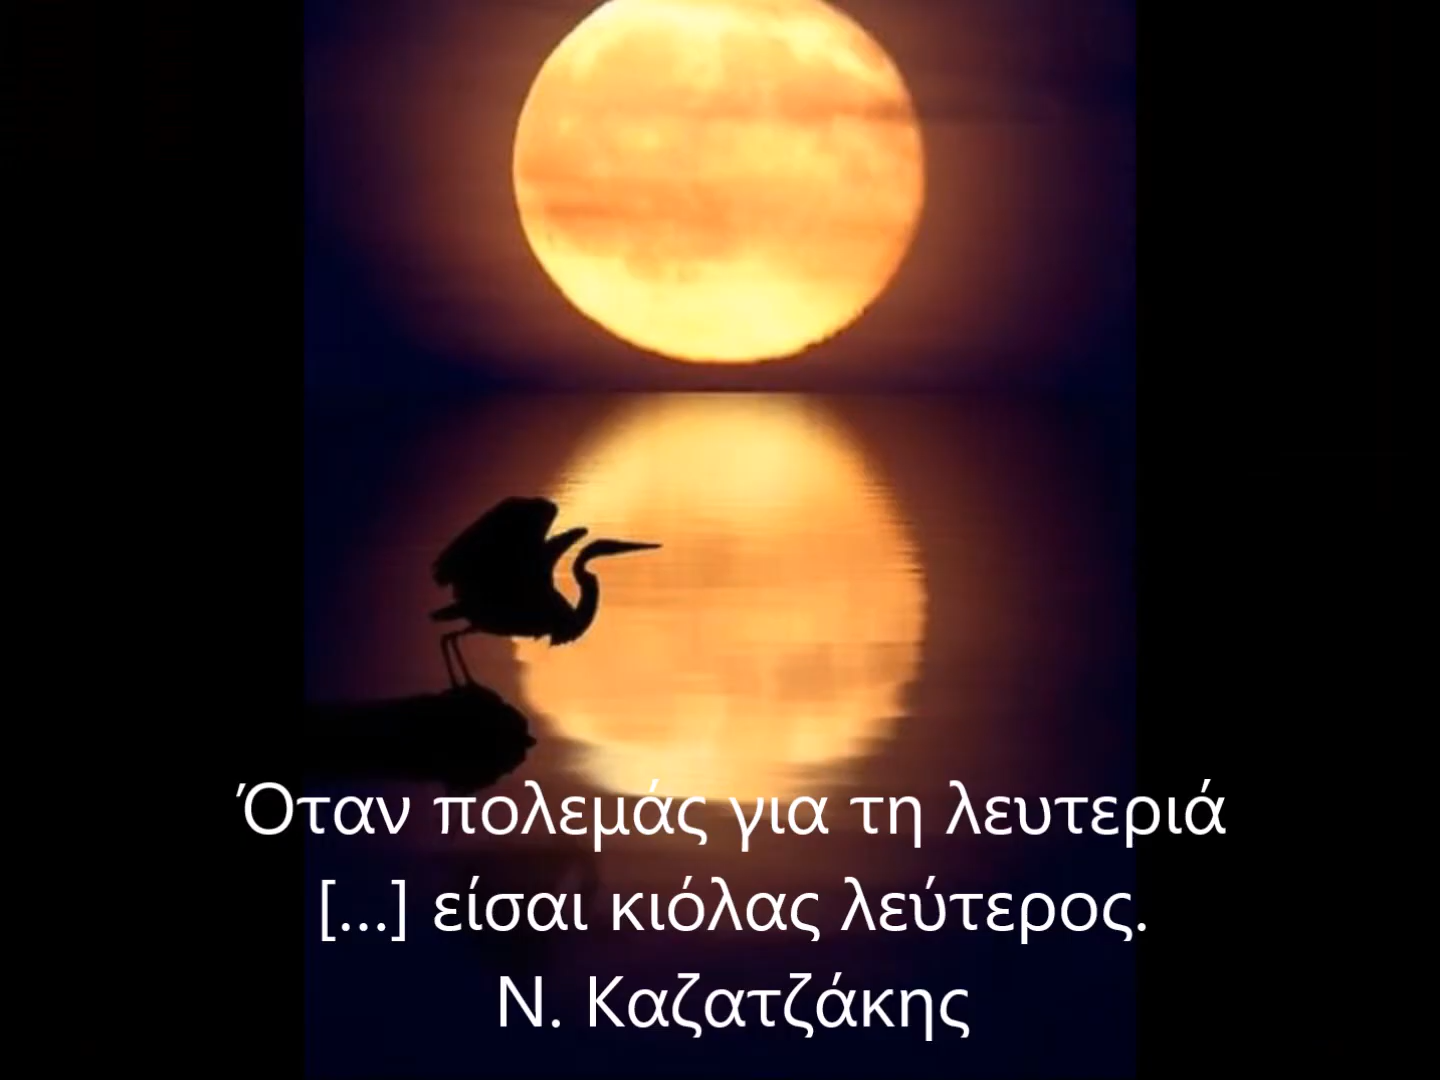 Όταν πολεμάς για τη λευτεριά
[...] είσαι κιόλας λεύτερος.
Ν. Καζατζάκης